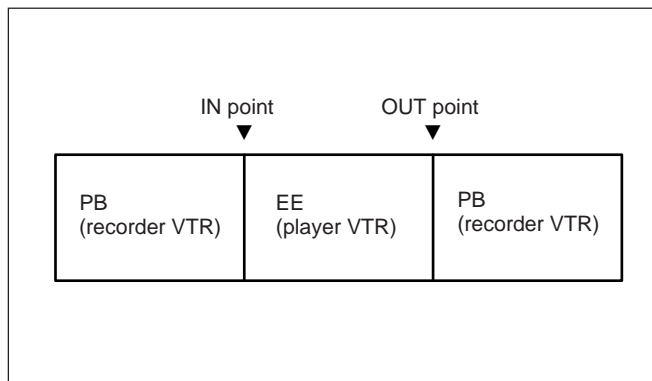 IN point
OUT point
PB
(recorder VTR)
EE
(player VTR)
PB
(recorder VTR)